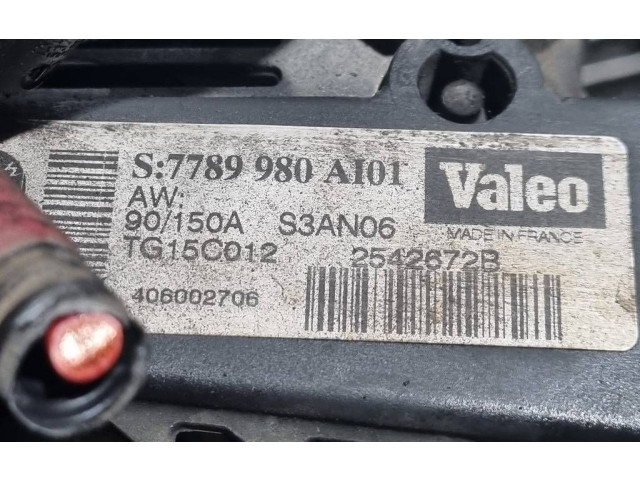 S:7789 980 AI01
Valeo
AW:
MADE IN FRANCE
90/150A S3AN06
TG15C012 2542672B
406002706